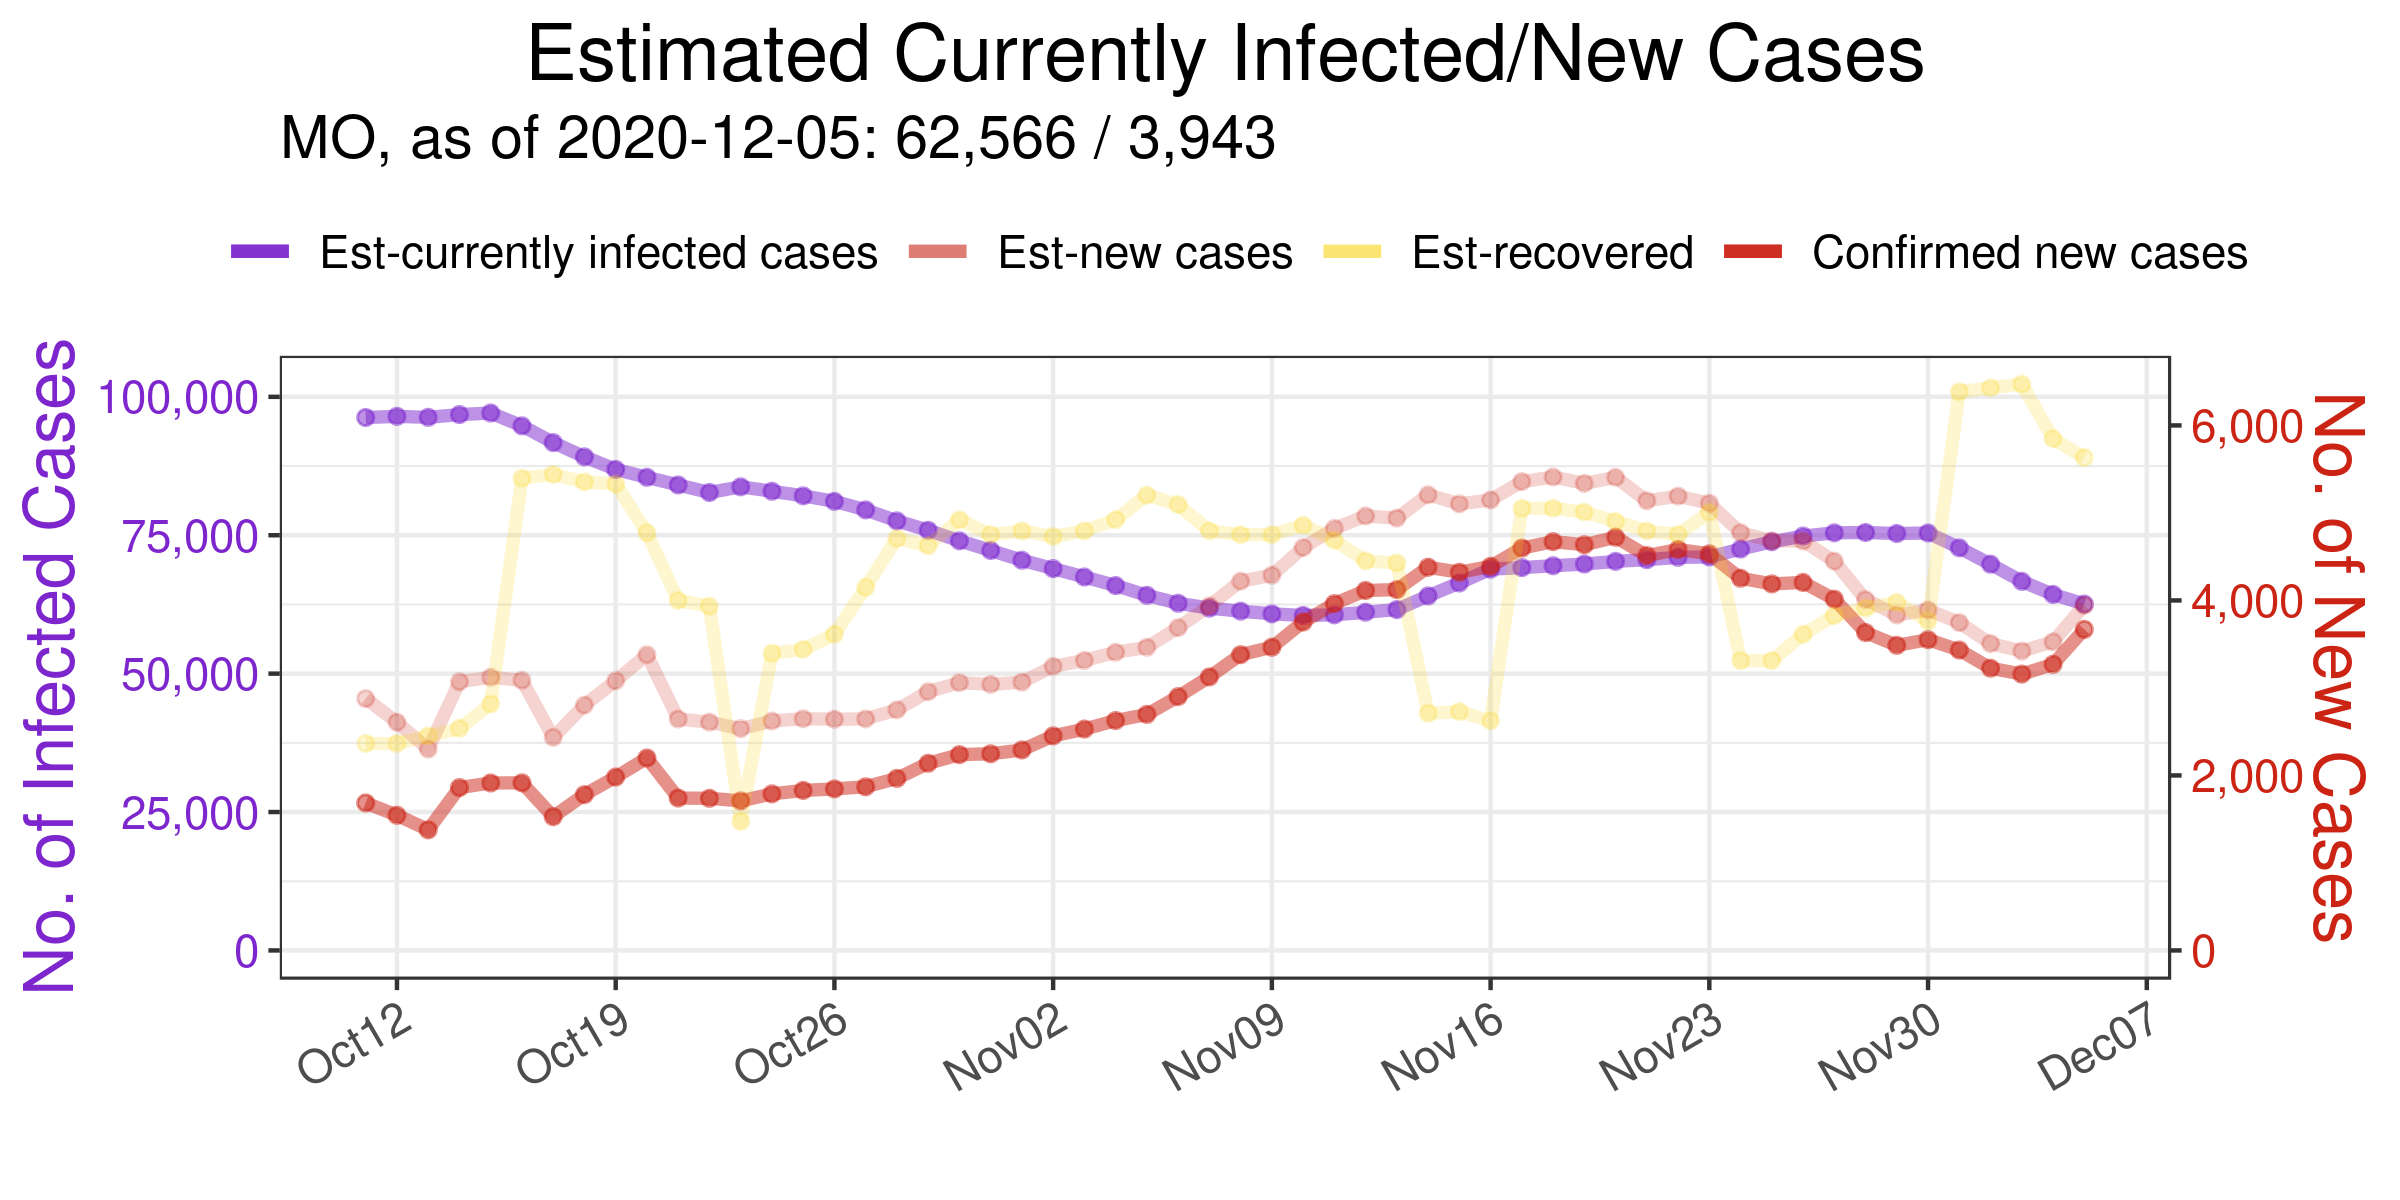 Estimated Currently Infected/New Cases
MO, as of 2020-12-05: 62,566 / 3,943
Est-currently infected cases Est-new cases Est-recovered Confirmed new cases
No. of Infected Cases
100,000
75,000
50,000
25,000
0
6,000
4,000
2,000
0
No. of New Cases
Oct12 Oct19 Oct26 Nov02 Nov09 Nov16 Nov23 Nov30 Dec07